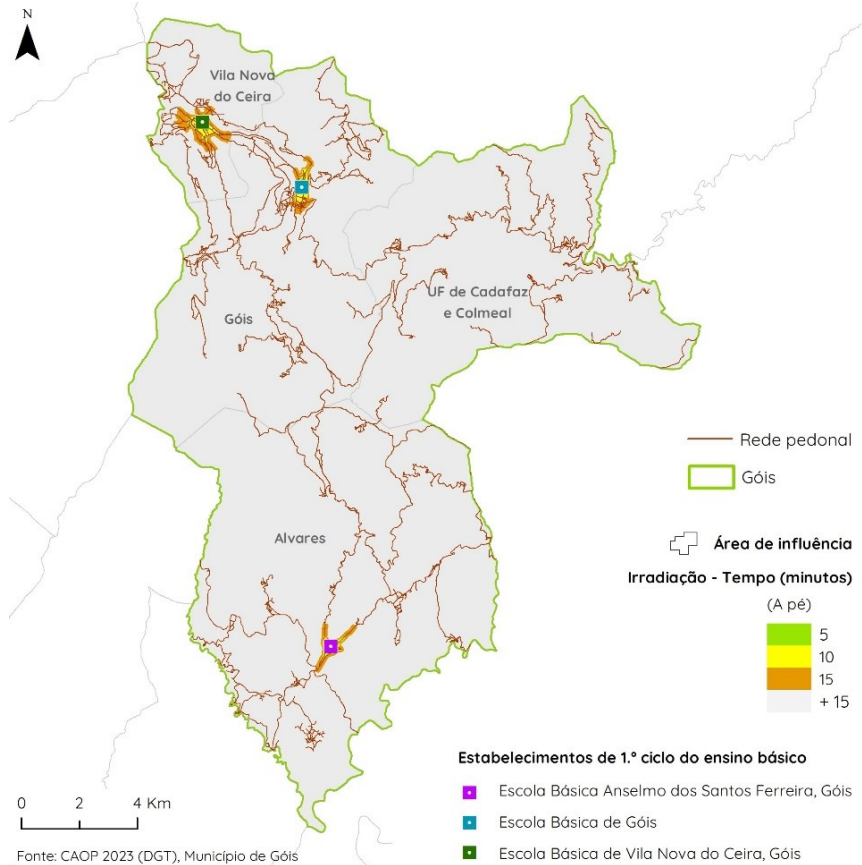 N
Vila Nova
do Ceira
UF de Cadafaz
e Colmeal
Góis
Alvares
Rede pedonal
Góis
Área de influência
Irradiação - Tempo (minutos)
(A pé)
5
10
15
+ 15
Estabelecimentos de 1.º ciclo do ensino básico
Escola Básica Anselmo dos Santos Ferreira, Góis
Escola Básica de Góis
Escola Básica de Vila Nova do Ceira, Góis
0 2 4 Km
Fonte: CAOP 2023 (DGT), Município de Góis